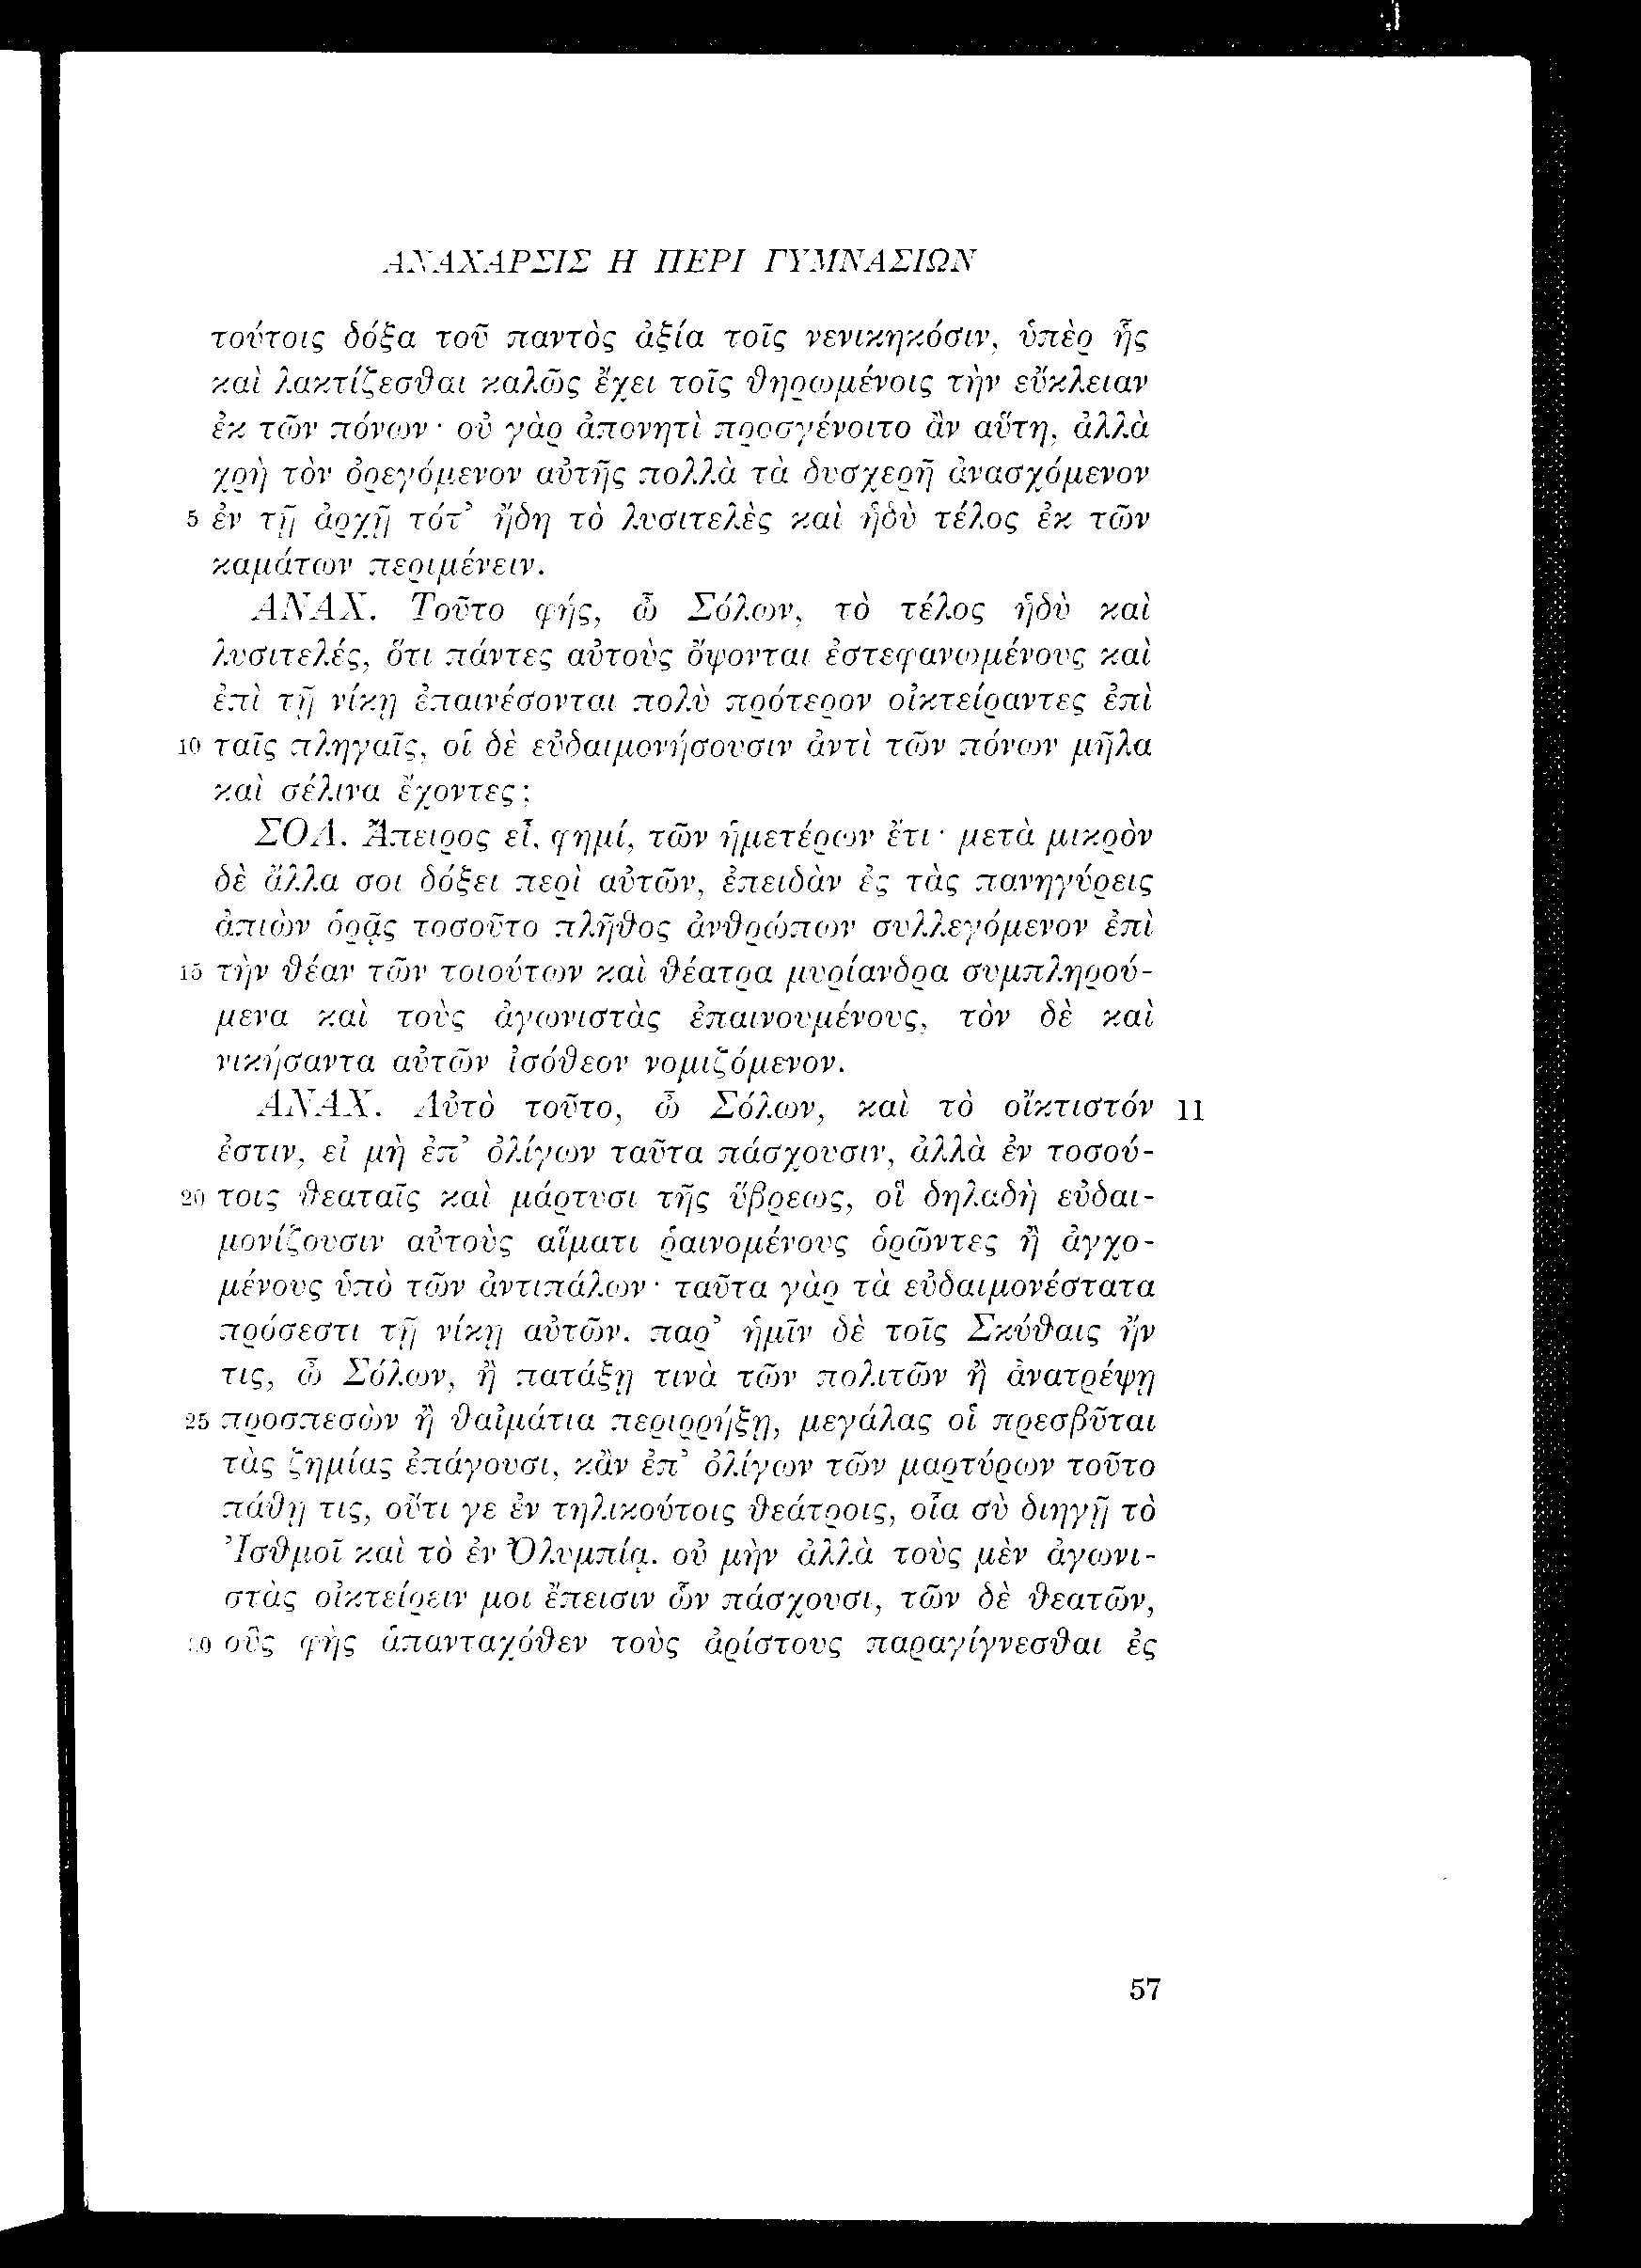 ΑΝΑΧΑΡΣΙΣ Η ΠΕΡΙ ΓΥΜΝΑΣΙΩΝ
τούτοις δόξα τοῦ παντὸς ἀξία τοῖς νενικηκόσιν, ὑπὲρ ἧς
καὶ λακτίζεσθαι καλῶς ἔχει τοῖς θηρωμένοις τὴν εὔκλειαν
ἐκ τῶν πόνων· οὐ γὰρ ἀπονητὶ προσγένοιτο ἂν αὕτη, ἀλλὰ
χρὴ τὸν ὀρεγόμενον αὐτῆς πολλὰ τὰ δυσχερῆ ἀνασχόμενον
5 ἐν τῇ ἀρχῇ τότ’ ἤδη τὸ λυσιτελὲς καὶ ἡδὺ τέλος ἐκ τῶν
καμάτων περιμένειν.
ΑΝΑΧ. Τοῦτο φής, ὦ Σόλων, τὸ τέλος ἡδὺ καὶ
λυσιτελές, ὅτι πάντες αὐτοὺς ὄψονται ἐστεφανωμένους καὶ
ἐπὶ τῇ νίκῃ ἐπαινέσονται πολὺ πρότερον οἰκτείραντες ἐπὶ
10 ταῖς πληγαῖς, οἱ δὲ εὐδαιμονήσουσιν ἀντὶ τῶν πόνων μῆλα
καὶ σέλινα ἔχοντες;
ΣΟΛ. Ἄπειρος εἶ, φημί, τῶν ἡμετέρων ἔτι· μετὰ μικρὸν
δὲ ἄλλα σοι δόξει περὶ αὐτῶν, ἐπειδὰν ἐς τὰς πανηγύρεις
ἀπιὼν ὁρᾷς τοσοῦτο πλῆθος ἀνθρώπων συλλεγόμενον ἐπὶ
15 τὴν θέαν τῶν τοιούτων καὶ θέατρα μυρίανδρα συμπληρού-
μενα καὶ τοὺς ἀγωνιστὰς ἐπαινουμένους, τὸν δὲ καὶ
νικήσαντα αὐτῶν ἰσόθεον νομιζόμενον.
ΑΝΑΧ. Αὐτὸ τοῦτο, ὦ Σόλων, καὶ τὸ οἴκτιστόν 11
ἐστιν, εἰ μὴ ἐπ’ ὀλίγων ταῦτα πάσχουσιν, ἀλλὰ ἐν τοσού-
20 τοις θεαταῖς καὶ μάρτυσι τῆς ὕβρεως, οἳ δηλαδὴ εὐδαι-
μονίζουσιν αὐτοὺς αἵματι ῥαινομένους ὁρῶντες ἢ ἀγχο-
μένους ὑπὸ τῶν ἀντιπάλων· ταῦτα γὰρ τὰ εὐδαιμονέστατα
πρόσεστι τῇ νίκῃ αὐτῶν. παρ’ ἡμῖν δὲ τοῖς Σκύθαις ἤν
τις, ὦ Σόλων, ἢ πατάξῃ τινὰ τῶν πολιτῶν ἢ ἀνατρέψῃ
25 προσπεσὼν ἢ θαἰμάτια περιρρήξῃ, μεγάλας οἱ πρεσβῦται
τὰς ζημίας ἐπάγουσι, κἂν ἐπ’ ὀλίγων τῶν μαρτύρων τοῦτο
πάθῃ τις, οὔτι γε ἐν τηλικούτοις θεάτροις, οἷα σὺ διηγῇ τὸ
Ἰσθμοῖ καὶ τὸ ἐν Ὀλυμπίᾳ. οὐ μὴν ἀλλὰ τοὺς μὲν ἀγωνι-
στὰς οἰκτείρειν μοι ἔπεισιν ὧν πάσχουσι, τῶν δὲ θεατῶν,
30 οὓς φὴς ἁπανταχόθεν τοὺς ἀρίστους παραγίγνεσθαι ἐς
57